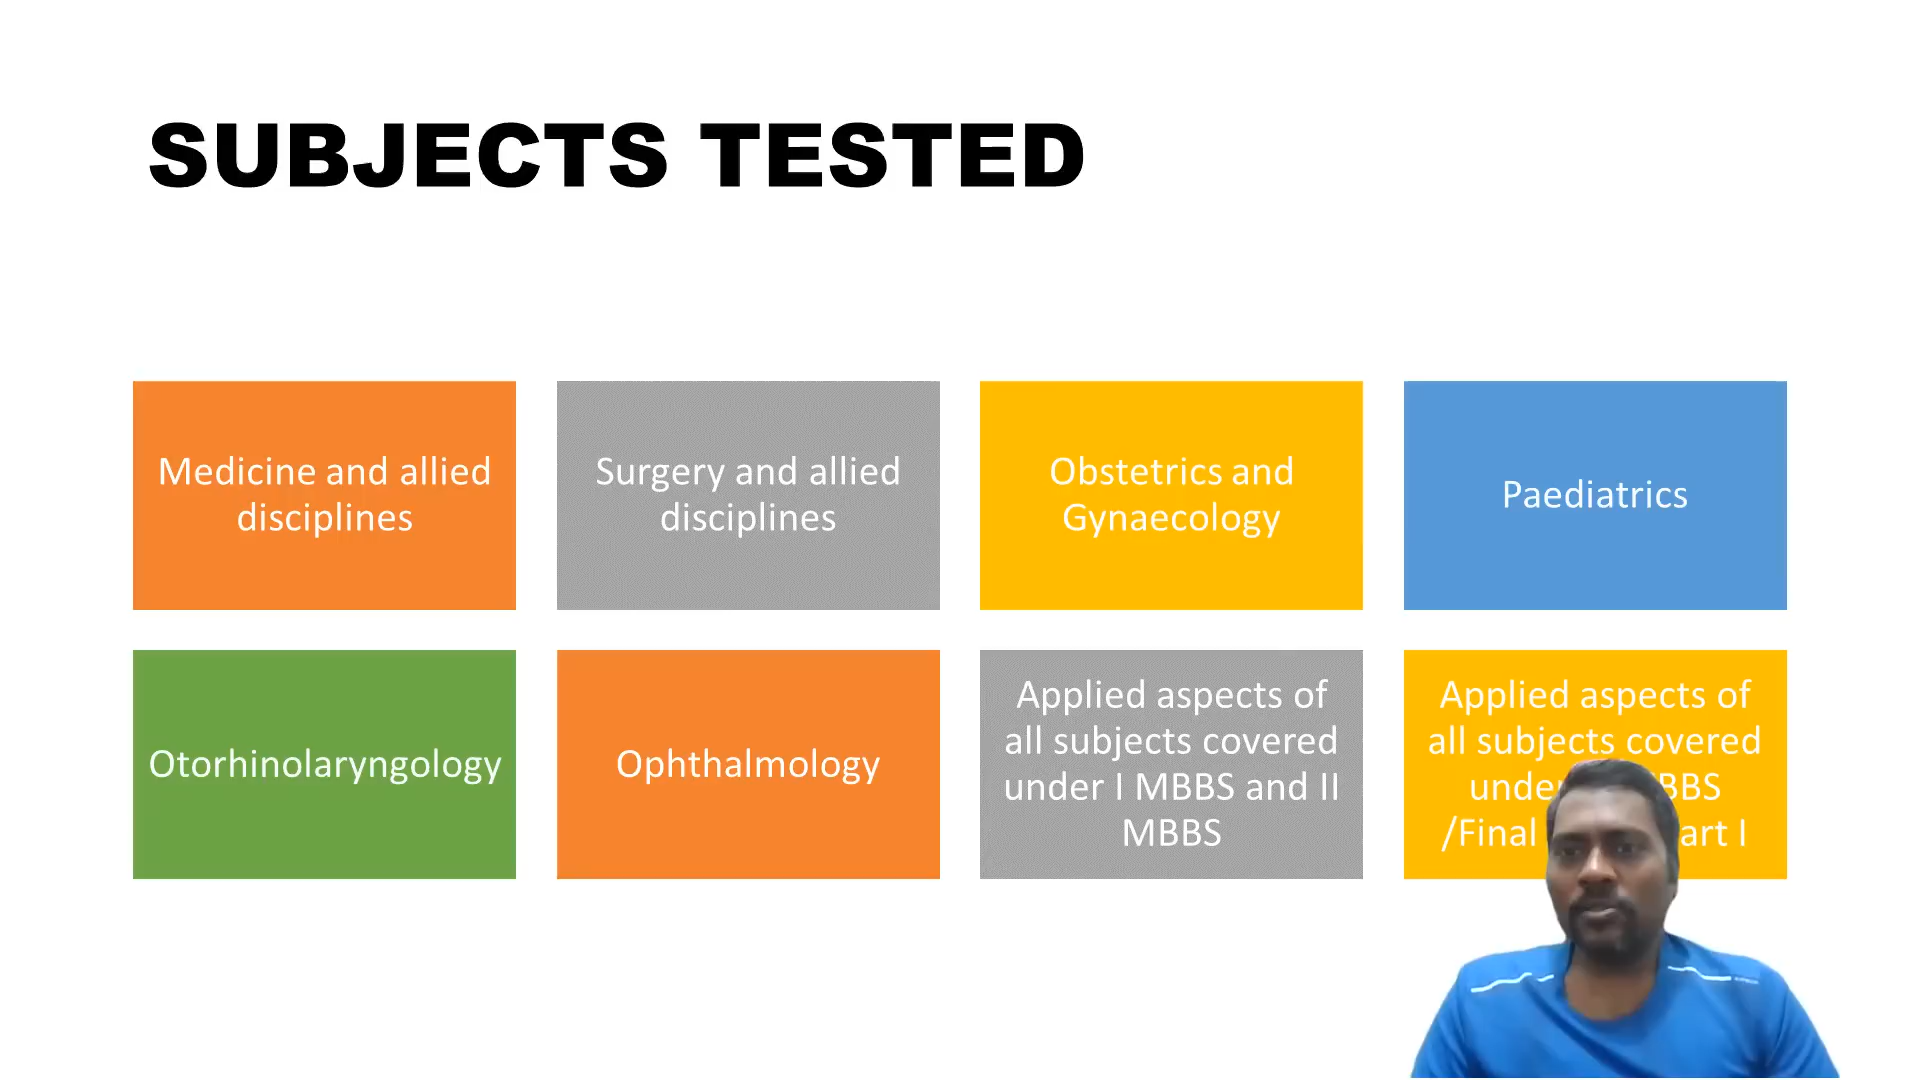 SUBJECTS TESTED
Medicine and allied
disciplines
Surgery and allied
disciplines
Obstetrics and
Gynaecology
Paediatrics
Otorhinolaryngology
Ophthalmology
Applied aspects of
all subjects covered
under I MBBS and II
MBBS
Applied aspects of
all subjects covered
/Final